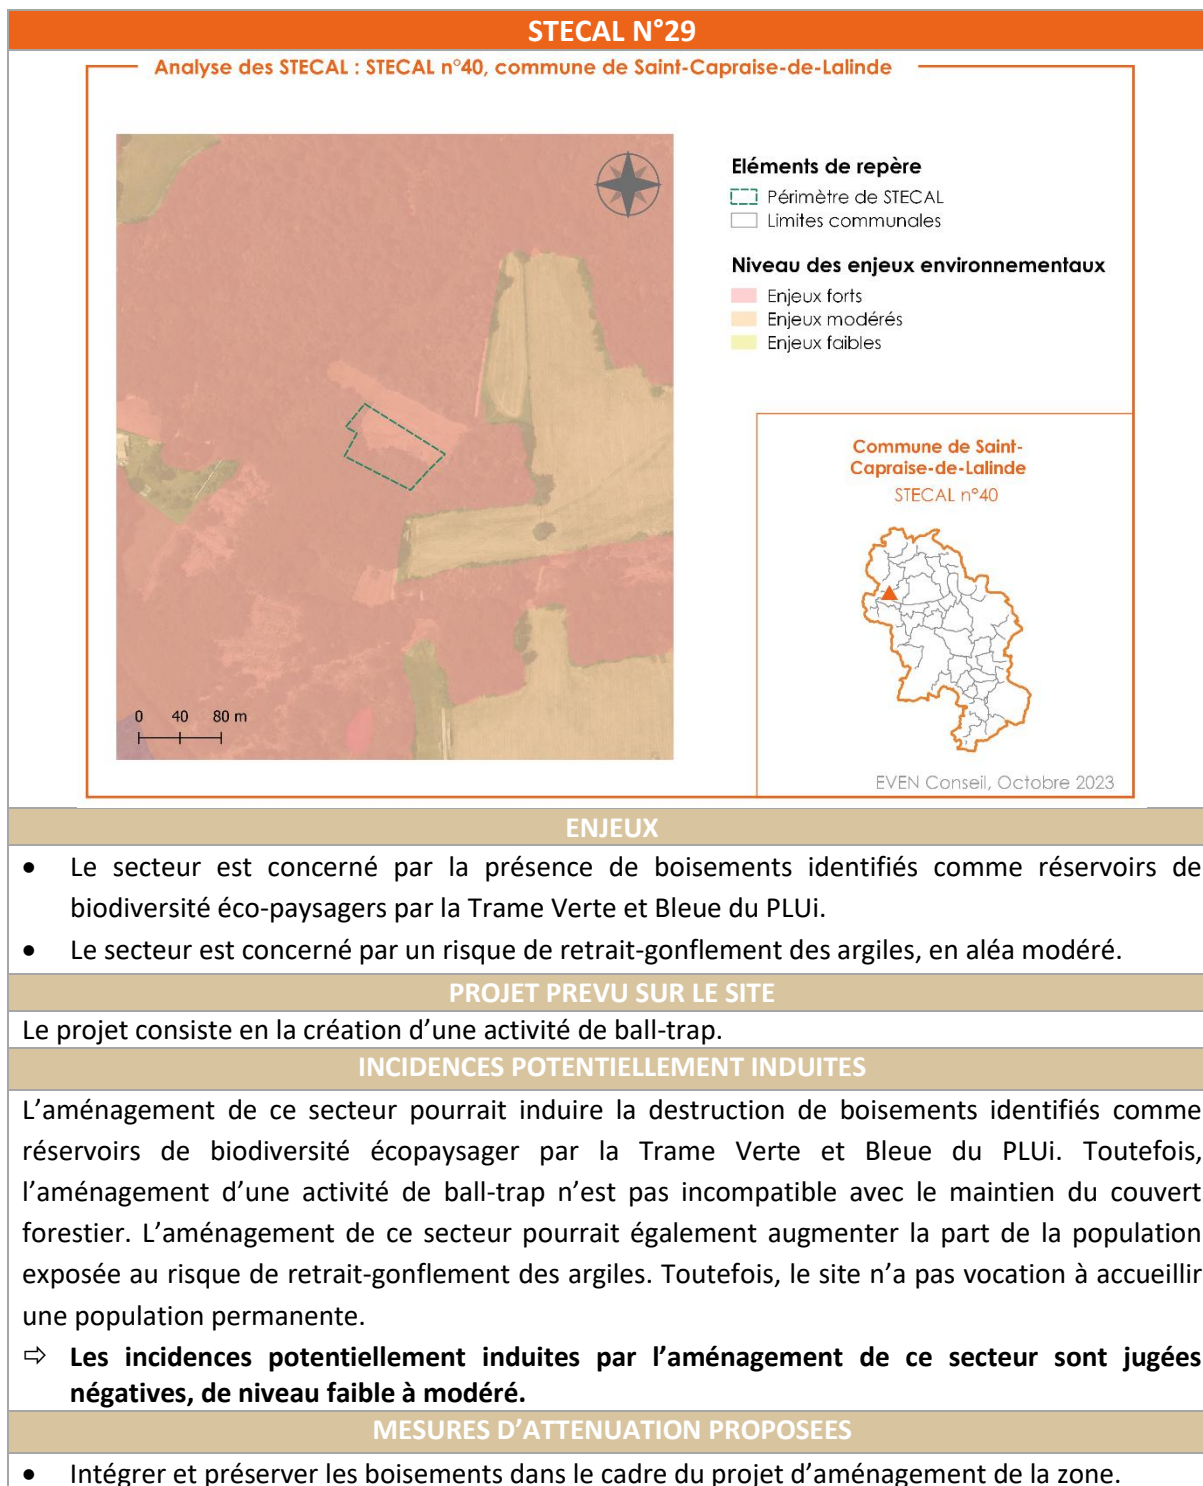 STECAL N°29
Analyse des STECAL : STECAL n°40, commune de Saint-Capraise-de-Lalinde
Eléments de repère
Périmètre de STECAL
Limites communales
Niveau des enjeux environnementaux
Enjeux forts
Enjeux modérés
Enjeux faibles
0 40 80 m
Commune de Saint-
Capraise-de-Lalinde
STECAL n°40
EVEN Conseil, Octobre 2023
ENJEUX
• Le secteur est concerné par la présence de boisements identifiés comme réservoirs de
biodiversité éco-paysagers par la Trame Verte et Bleue du PLUi.
• Le secteur est concerné par un risque de retrait-gonflement des argiles, en aléa modéré.
PROJET PREVU SUR LE SITE
Le projet consiste en la création d'une activité de ball-trap.
INCIDENCES POTENTIELLEMENT INDUITES
L'aménagement de ce secteur pourrait induire la destruction de boisements identifiés comme
réservoirs de biodiversité écopaysager par la Trame Verte et Bleue du PLUi. Toutefois,
l'aménagement d'une activité de ball-trap n'est pas incompatible avec le maintien du couvert
forestier. L'aménagement de ce secteur pourrait également augmenter la part de la population
exposée au risque de retrait-gonflement des argiles. Toutefois, le site n'a pas vocation à accueillir
une population permanente.
⇨ Les incidences potentiellement induites par l'aménagement de ce secteur sont jugées
négatives, de niveau faible à modéré.
MESURES D'ATTENUATION PROPOSEES
• Intégrer et préserver les boisements dans le cadre du projet d'aménagement de la zone.